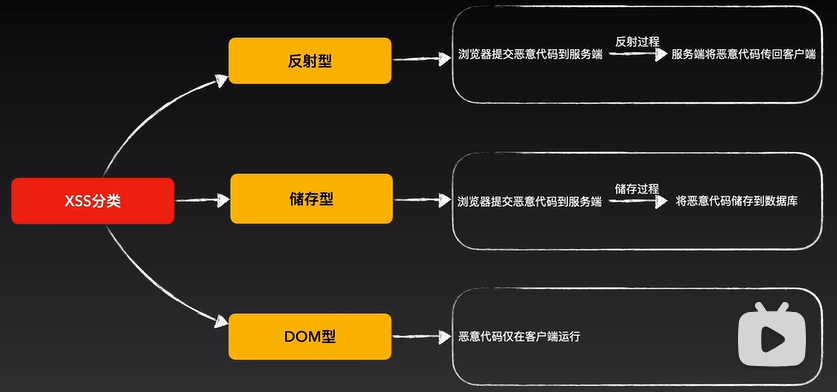 反射型
浏览器提交恶意代码到服务端
反射过程
服务端将恶意代码传回客户端
XSS分类
储存型
浏览器提交恶意代码到服务端
储存过程
将恶意代码储存到数据库
DOM型
恶意代码仅在客户端运行